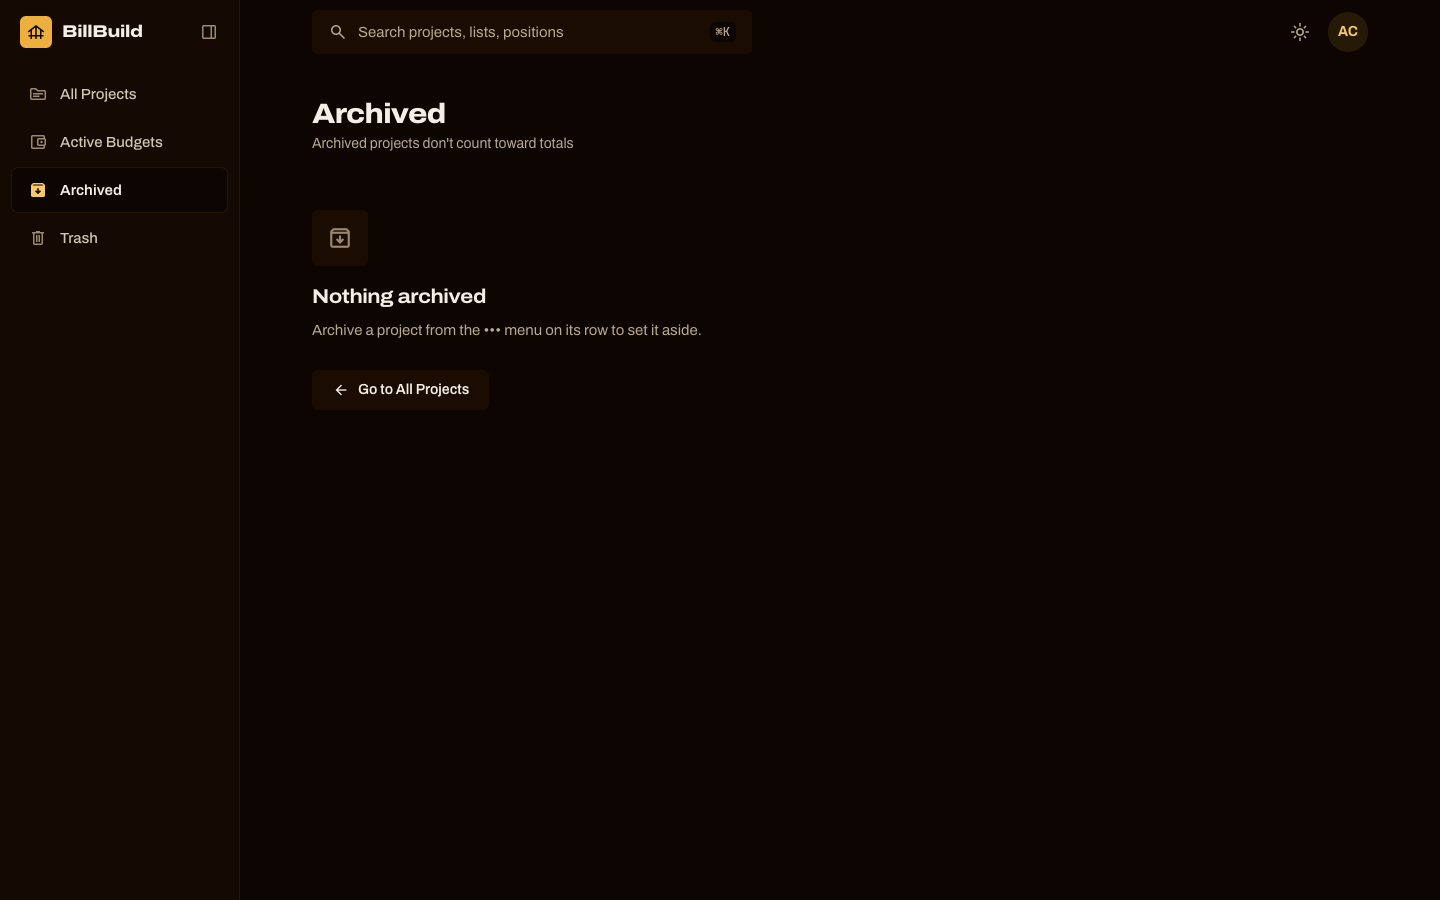 BillBuild
Search projects, lists, positions
⌘K
AC
All Projects
Active Budgets
Archived
Trash
Archived
Archived projects don't count toward totals
Nothing archived
Archive a project from the ••• menu on its row to set it aside.
Go to All Projects